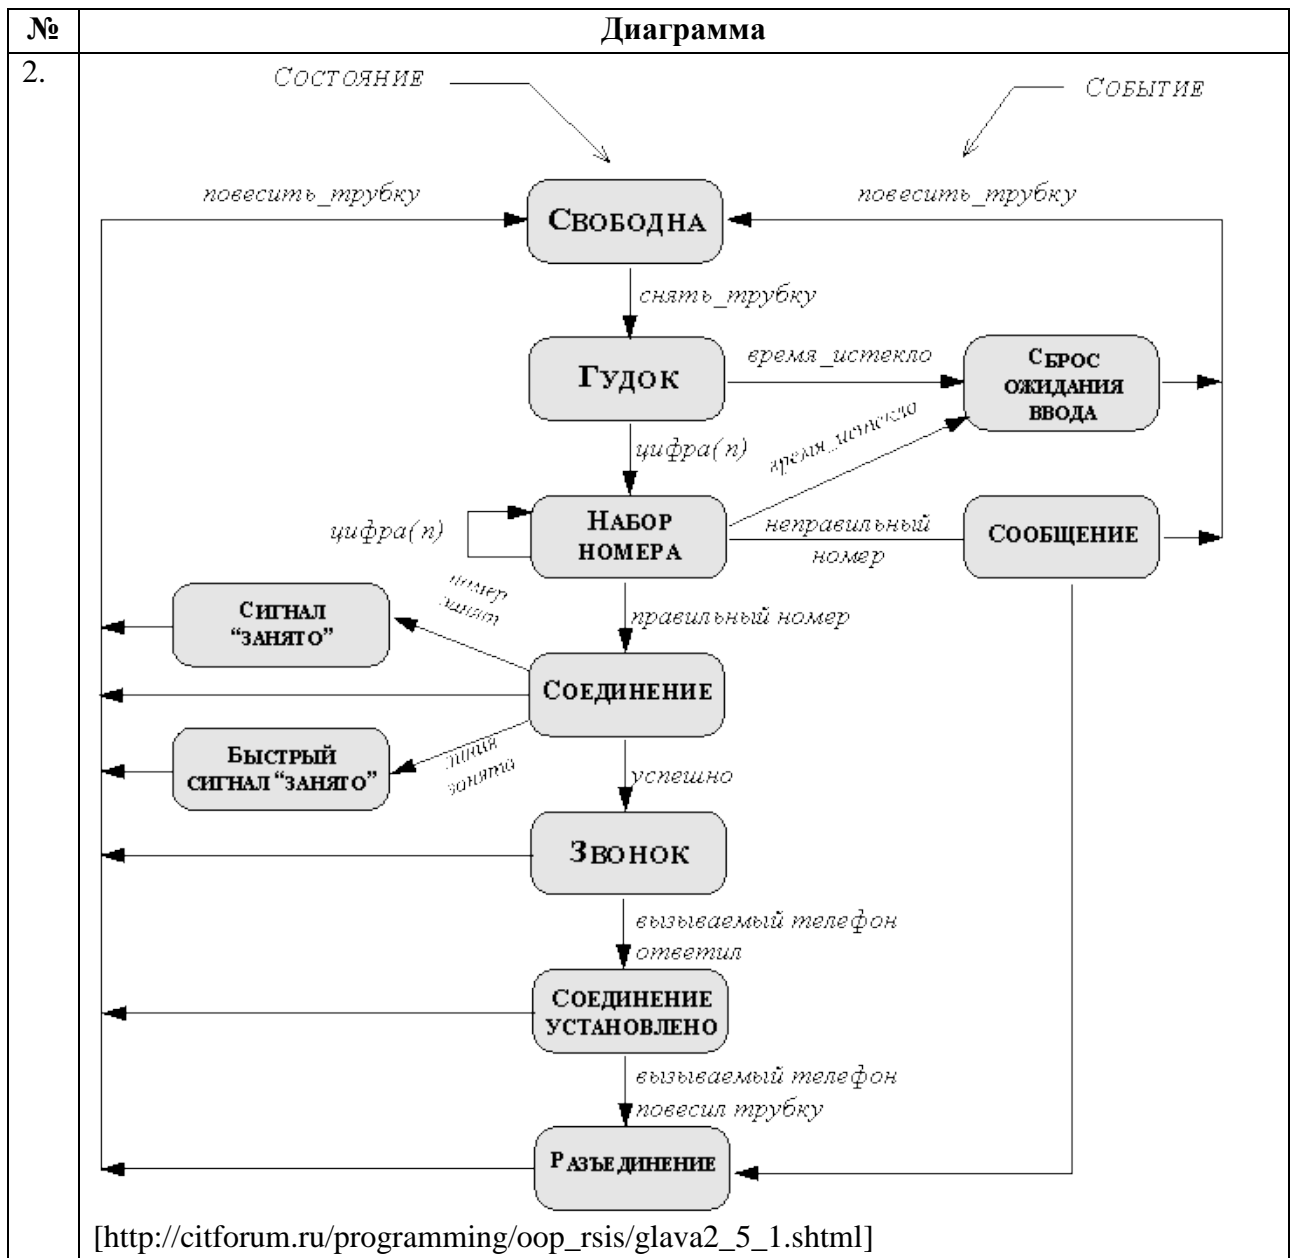 № Диаграмма
2.
СОСТОЯНИЕ
СОБЫТИЕ
повесить_трубку
повесить_трубку
СВОБОДНА
снять_трубку
ГУДОК
время_истекло
СБРОС
ОЖИДАНИЯ
ВВОДА
цифра(n)
время_истекло
цифра(n)
НАБОР
НОМЕРА
неправильный
номер
СООБЩЕНИЕ
номер
занят
СИГНАЛ
“ЗАНЯТО”
правильный номер
СОЕДИНЕНИЕ
БЫСТРЫЙ
СИГНАЛ “ЗАНЯТО”
линия
занята
успешно
ЗВОНОК
вызываемый телефон
ответил
СОЕДИНЕНИЕ
УСТАНОВЛЕНО
вызываемый телефон
повесил трубку
РАЗЪЕДИНЕНИЕ
[http://citforum.ru/programming/oop_rsis/glava2_5_1.shtml]